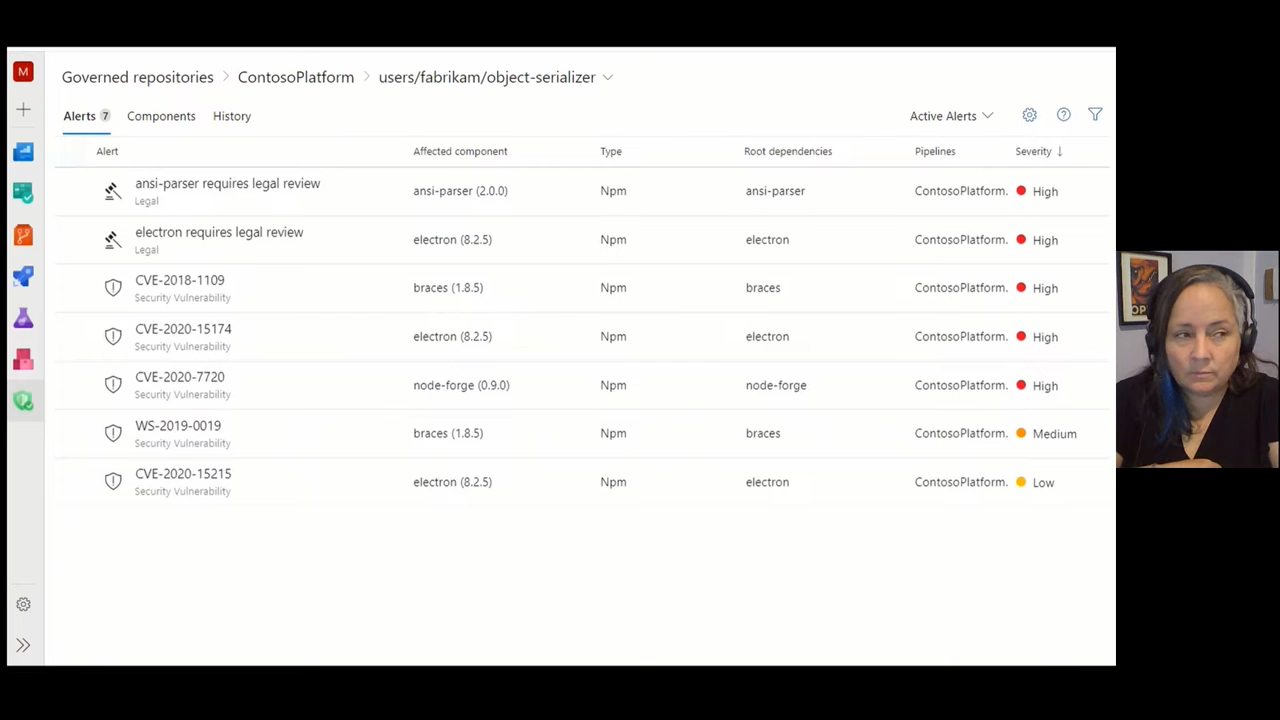 M
Governed repositories > ContosoPlatform > users/fabrikam/object-serializer
Alerts 7 Components History Active Alerts
Alert Affected component Type Root dependencies Pipelines Severity ↓
ansi-parser requires legal review
Legal
ansi-parser (2.0.0) Npm ansi-parser ContosoPlatform. High
electron requires legal review
Legal
electron (8.2.5) Npm electron ContosoPlatform. High
CVE-2018-1109
Security Vulnerability
braces (1.8.5) Npm braces ContosoPlatform. High
CVE-2020-15174
Security Vulnerability
electron (8.2.5) Npm electron ContosoPlatform. High
CVE-2020-7720
Security Vulnerability
node-forge (0.9.0) Npm node-forge ContosoPlatform. High
WS-2019-0019
Security Vulnerability
braces (1.8.5) Npm braces ContosoPlatform. Medium
CVE-2020-15215
Security Vulnerability
electron (8.2.5) Npm electron ContosoPlatform. Low